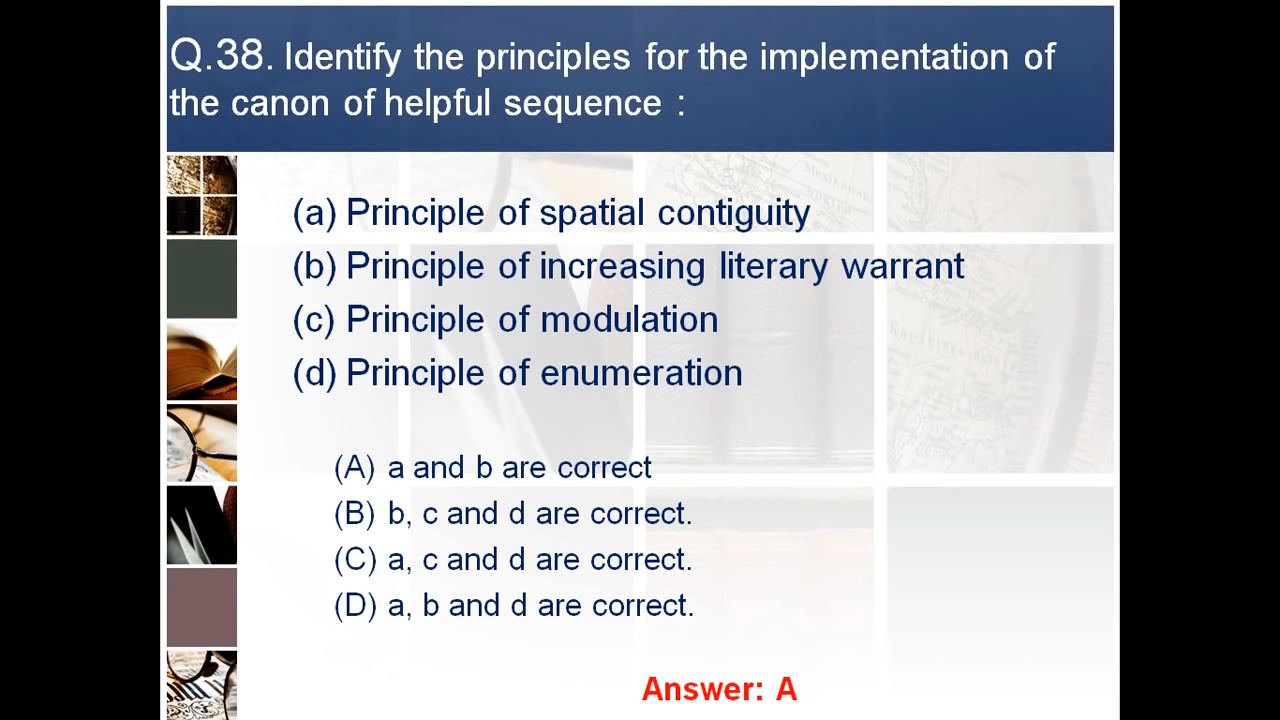 Q.38. Identify the principles for the implementation of
the canon of helpful sequence :
(a) Principle of spatial contiguity
(b) Principle of increasing literary warrant
(c) Principle of modulation
(d) Principle of enumeration
(A) a and b are correct
(B) b, c and d are correct.
(C) a, c and d are correct.
(D) a, b and d are correct.
Answer: A